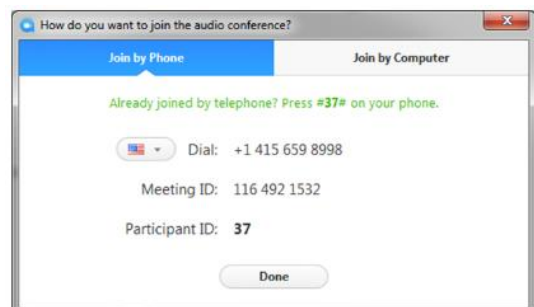 How do you want to join the audio conference?
Join by Phone Join by Computer
Already joined by telephone? Press #37# on your phone.
Dial: +1 415 659 8998
Meeting ID: 116 492 1532
Participant ID: 37
Done